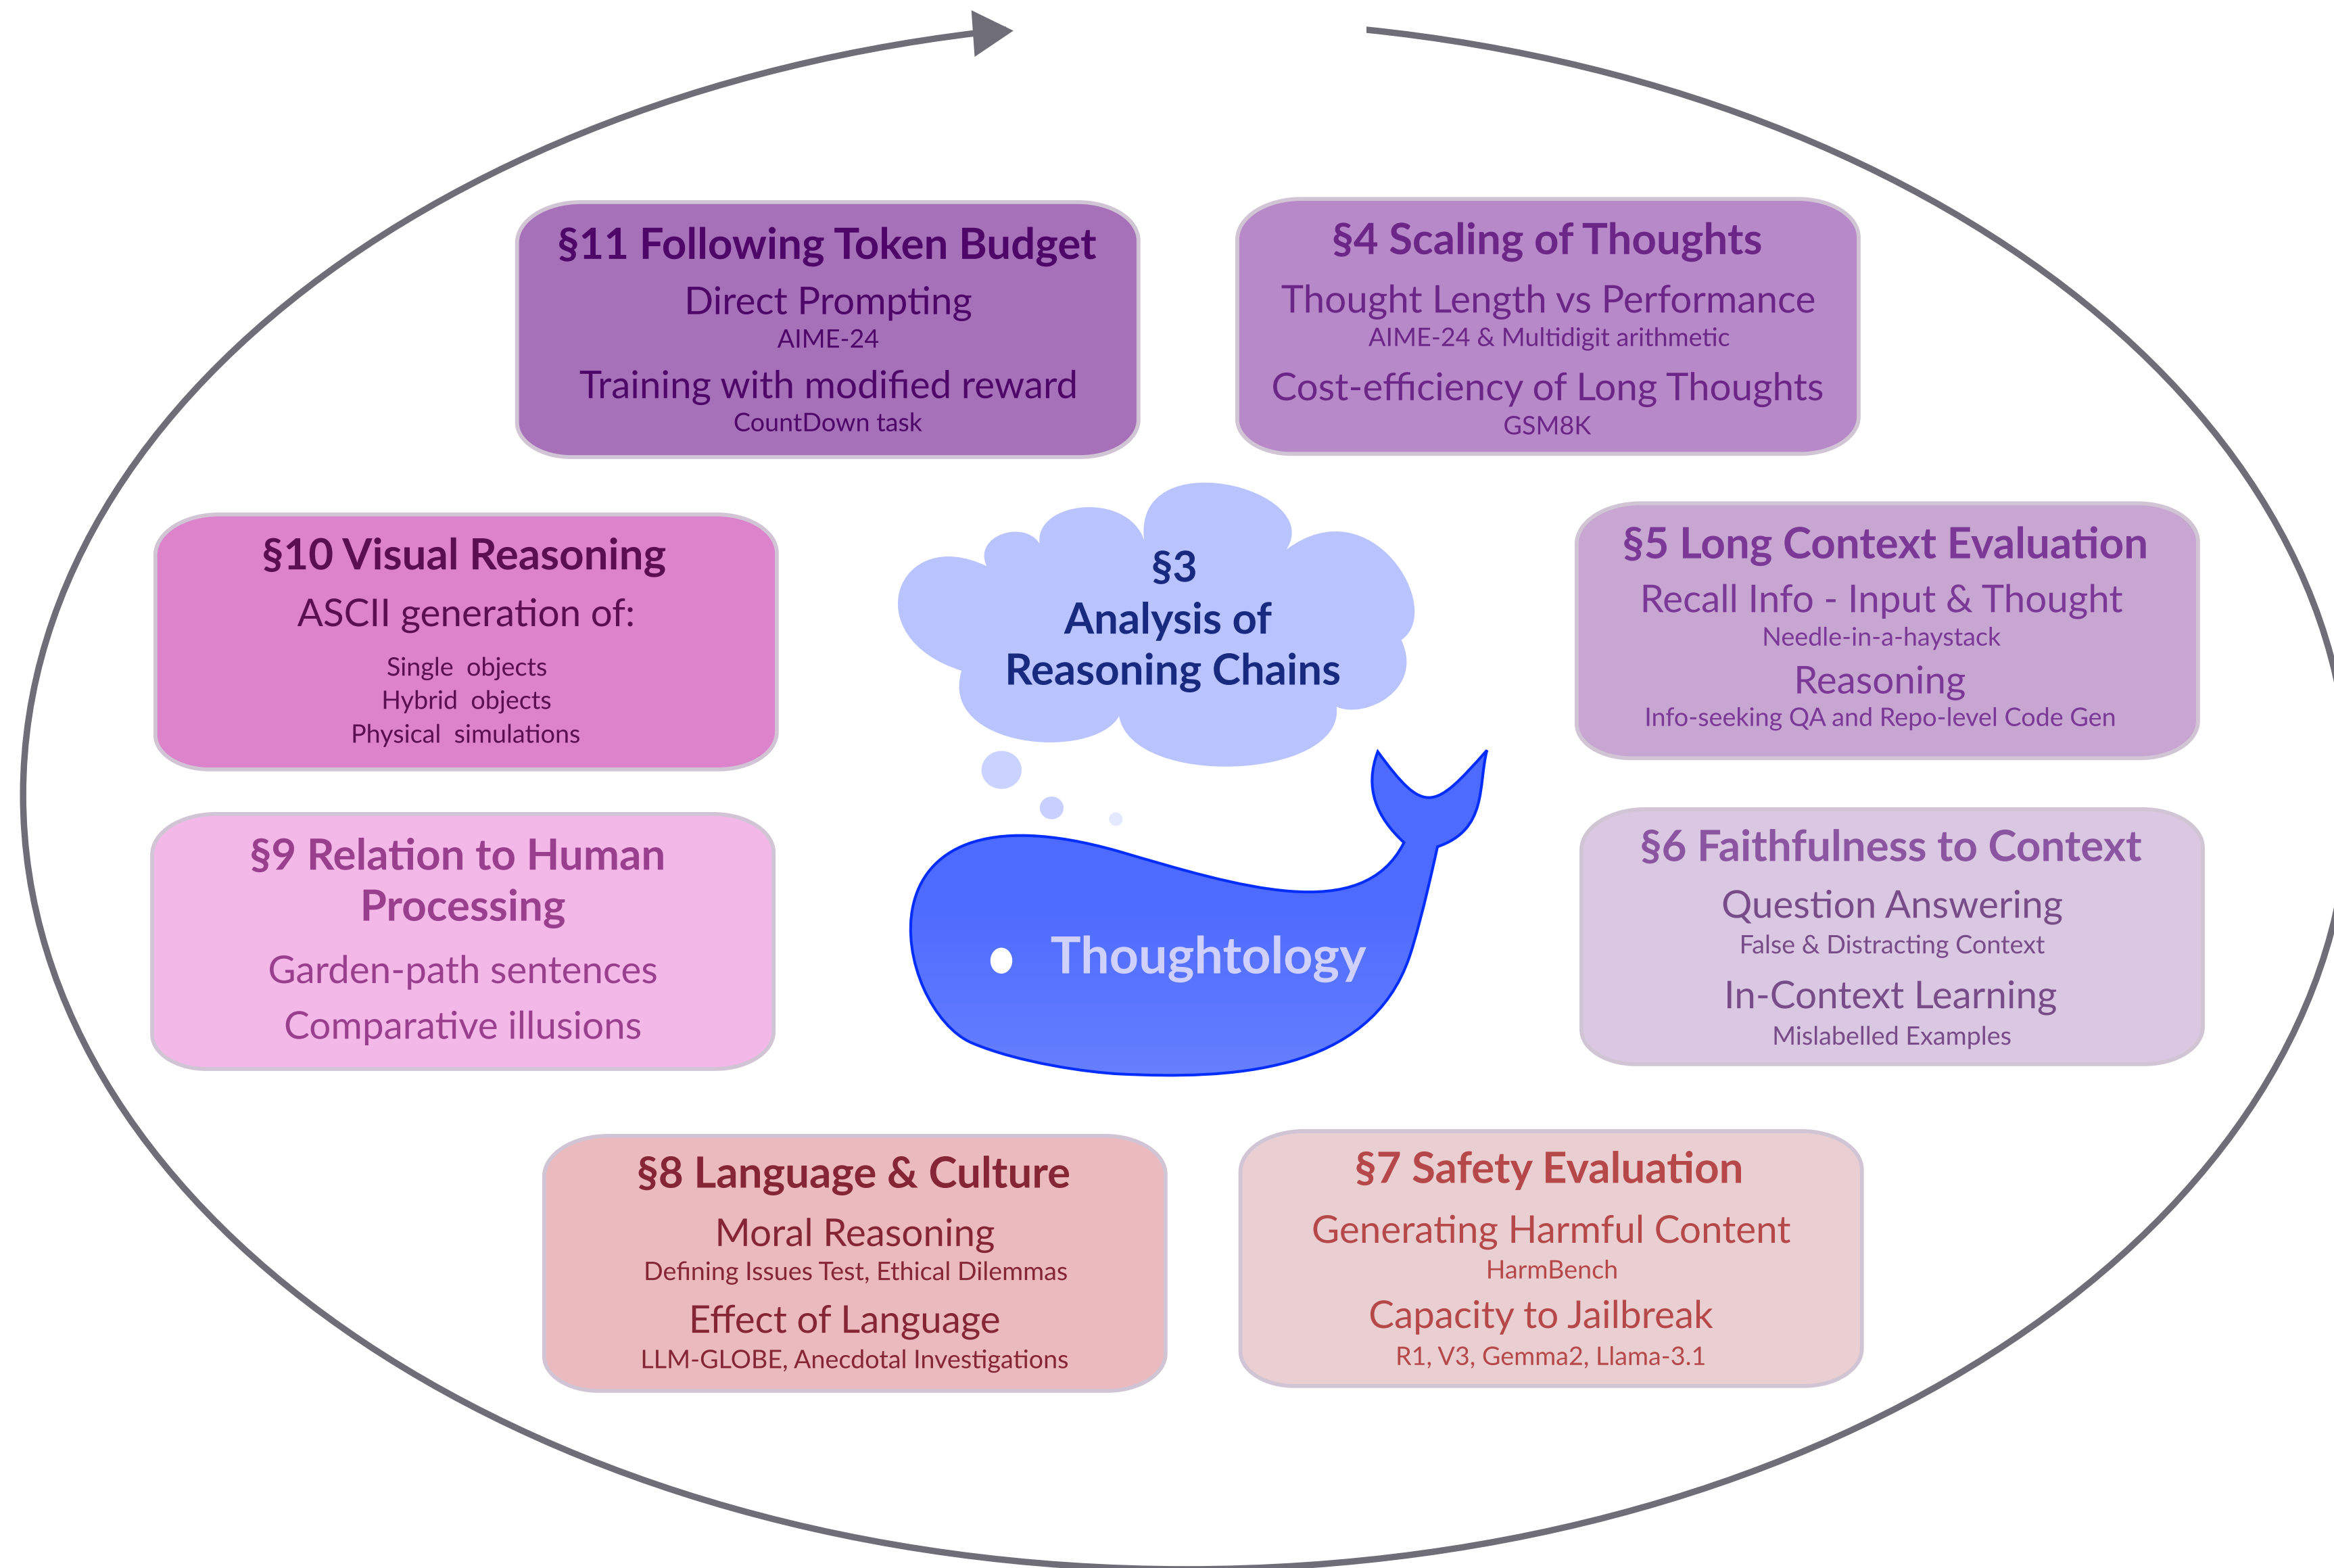 §3
Analysis of
Reasoning Chains
Thoughtology
§4 Scaling of Thoughts
Thought Length vs Performance
AIME-24 & Multidigit arithmetic
Cost-efficiency of Long Thoughts
GSM8K
§5 Long Context Evaluation
Recall Info - Input & Thought
Needle-in-a-haystack
Reasoning
Info-seeking QA and Repo-level Code Gen
§6 Faithfulness to Context
Question Answering
False & Distracting Context
In-Context Learning
Mislabelled Examples
§7 Safety Evaluation
Generating Harmful Content
HarmBench
Capacity to Jailbreak
R1, V3, Gemma2, Llama-3.1
§8 Language & Culture
Moral Reasoning
Defining Issues Test, Ethical Dilemmas
Effect of Language
LLM-GLOBE, Anecdotal Investigations
§9 Relation to Human
Processing
Garden-path sentences
Comparative illusions
§10 Visual Reasoning
ASCII generation of:
Single objects
Hybrid objects
Physical simulations
§11 Following Token Budget
Direct Prompting
AIME-24
Training with modified reward
CountDown task